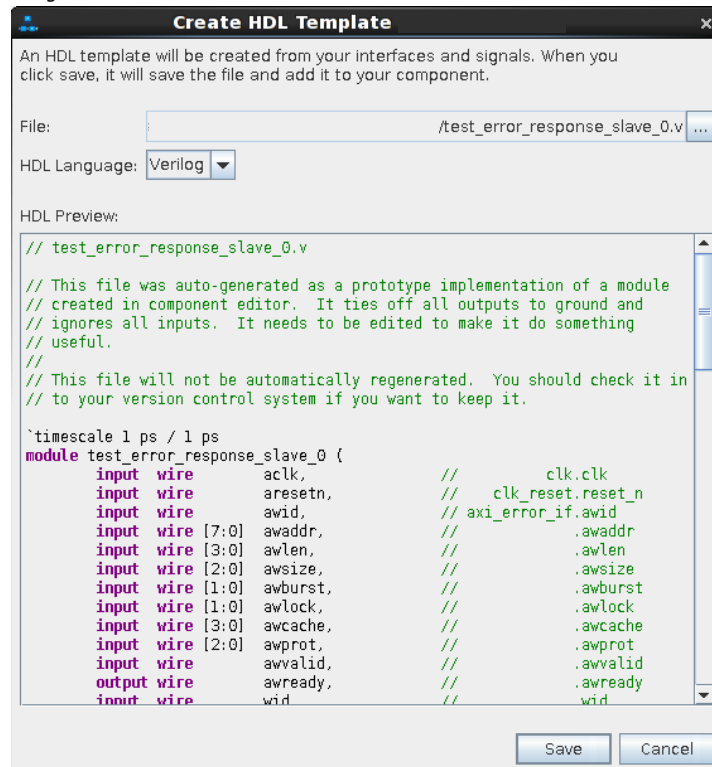 Create HDL Template
An HDL template will be created from your interfaces and signals. When you
click save, it will save the file and add it to your component.
File: /test_error_response_slave_0.v ...
HDL Language: Verilog
HDL Preview:
// test_error_response_slave_0.v
// This file was auto-generated as a prototype implementation of a module
// created in component editor.  It ties off all outputs to ground and
// ignores all inputs.  It needs to be edited to make it do something
// useful.
//
// This file will not be automatically regenerated.  You should check it in
// to your version control system if you want to keep it.
`timescale 1 ps / 1 ps
module test_error_response_slave_0 (
input wire aclk, // clk.clk
input wire aresetn, // clk_reset.reset_n
input wire awid, // axi_error_if.awid
input wire [7:0] awaddr, // .awaddr
input wire [3:0] awlen, // .awlen
input wire [2:0] awsize, // .awsize
input wire [1:0] awburst, // .awburst
input wire [1:0] awlock, // .awlock
input wire [3:0] awcache, // .awcache
input wire [2:0] awprot, // .awprot
input wire awvalid, // .awvalid
output wire awready, // .awready
input wire wid // wid
Save Cancel